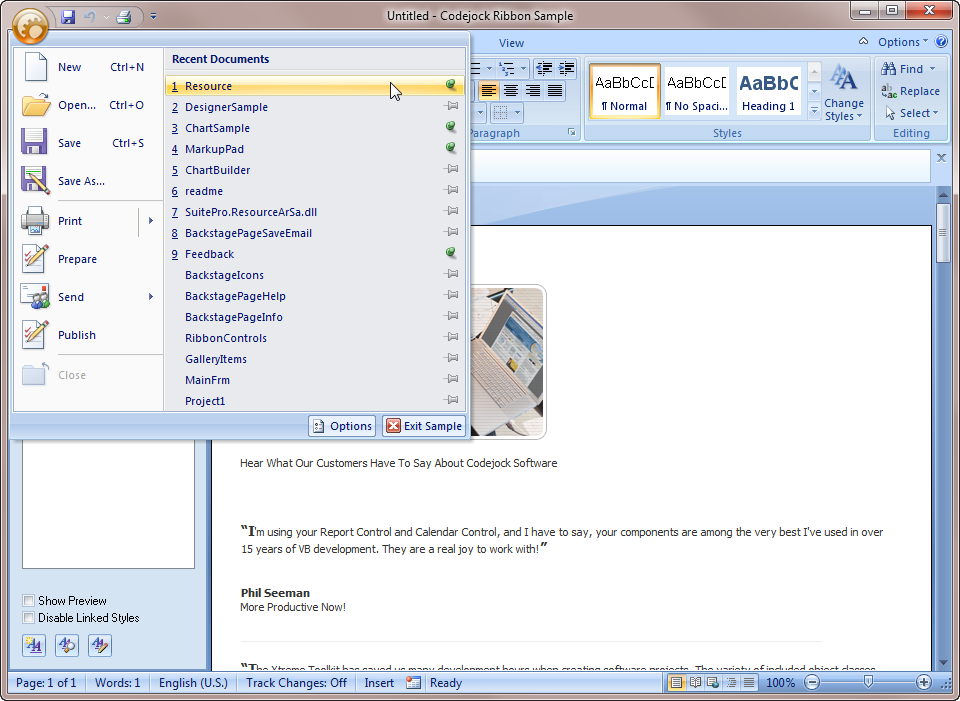 Untitled - Codejock Ribbon Sample
View
Options
New Ctrl+N
Open... Ctrl+O
Save Ctrl+S
Save As...
Print
Prepare
Send
Publish
Close
Recent Documents
1 Resource
2 DesignerSample
3 ChartSample
4 MarkupPad
5 ChartBuilder
6 readme
7 SuitePro.ResourceArSa.dll
8 BackstagePageSaveEmail
9 Feedback
BackstageIcons
BackstagePageHelp
BackstagePageInfo
RibbonControls
GalleryItems
MainFrm
Project1
Options
Exit Sample
aragraph
AaBbCcD
¶ Normal
AaBbCcD
¶ No Spaci...
AaBbC
Heading 1
Change
Styles
Styles
Find
Replace
Select
Editing
Hear What Our Customers Have To Say About Codejock Software
"I'm using your Report Control and Calendar Control, and I have to say, your components are among the very best I've used in over
15 years of VB development. They are a real joy to work with!"
Phil Seeman
More Productive Now!
"The Xtreme Toolkit has saved us many development hours when creating software projects. The variety of included object classes
Show Preview
Disable Linked Styles
Page: 1 of 1 Words: 1 English (U.S.) Track Changes: Off Insert Ready 100%